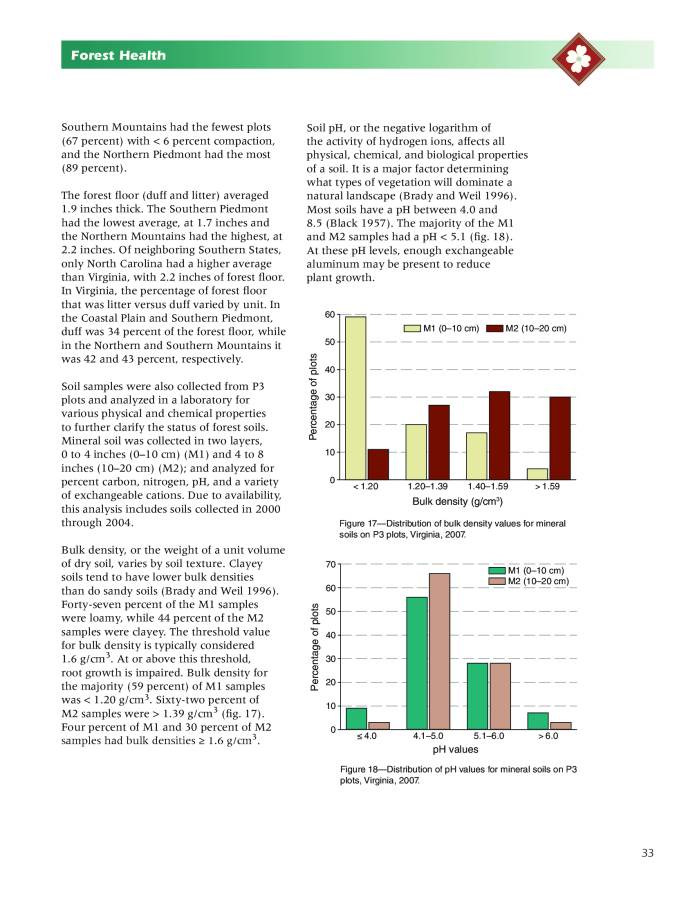 Forest Health
Southern Mountains had the fewest plots
(67 percent) with < 6 percent compaction,
and the Northern Piedmont had the most
(89 percent).
The forest floor (duff and litter) averaged
1.9 inches thick. The Southern Piedmont
had the lowest average, at 1.7 inches and
the Northern Mountains had the highest, at
2.2 inches. Of neighboring Southern States,
only North Carolina had a higher average
than Virginia, with 2.2 inches of forest floor.
In Virginia, the percentage of forest floor
that was litter versus duff varied by unit. In
the Coastal Plain and Southern Piedmont,
duff was 34 percent of the forest floor, while
in the Northern and Southern Mountains it
was 42 and 43 percent, respectively.
Soil samples were also collected from P3
plots and analyzed in a laboratory for
various physical and chemical properties
to further clarify the status of forest soils.
Mineral soil was collected in two layers,
0 to 4 inches (0–10 cm) (M1) and 4 to 8
inches (10–20 cm) (M2); and analyzed for
percent carbon, nitrogen, pH, and a variety
of exchangeable cations. Due to availability,
this analysis includes soils collected in 2000
through 2004.
Bulk density, or the weight of a unit volume
of dry soil, varies by soil texture. Clayey
soils tend to have lower bulk densities
than do sandy soils (Brady and Weil 1996).
Forty-seven percent of the M1 samples
were loamy, while 44 percent of the M2
samples were clayey. The threshold value
for bulk density is typically considered
1.6 g/cm³. At or above this threshold,
root growth is impaired. Bulk density for
the majority (59 percent) of M1 samples
was < 1.20 g/cm³. Sixty-two percent of
M2 samples were > 1.39 g/cm³ (fig. 17).
Four percent of M1 and 30 percent of M2
samples had bulk densities ≥ 1.6 g/cm³.
Soil pH, or the negative logarithm of
the activity of hydrogen ions, affects all
physical, chemical, and biological properties
of a soil. It is a major factor determining
what types of vegetation will dominate a
natural landscape (Brady and Weil 1996).
Most soils have a pH between 4.0 and
8.5 (Black 1957). The majority of the M1
and M2 samples had a pH < 5.1 (fig. 18).
At these pH levels, enough exchangeable
aluminum may be present to reduce
plant growth.
Percentage of plots
60
50
40
30
20
10
0
M1 (0–10 cm) M2 (10–20 cm)
< 1.20 1.20–1.39 1.40–1.59 > 1.59
Bulk density (g/cm³)
Figure 17—Distribution of bulk density values for mineral
soils on P3 plots, Virginia, 2007.
Percentage of plots
70
60
50
40
30
20
10
0
M1 (0–10 cm)
M2 (10–20 cm)
≤ 4.0 4.1–5.0 5.1–6.0 > 6.0
pH values
Figure 18—Distribution of pH values for mineral soils on P3
plots, Virginia, 2007.
33